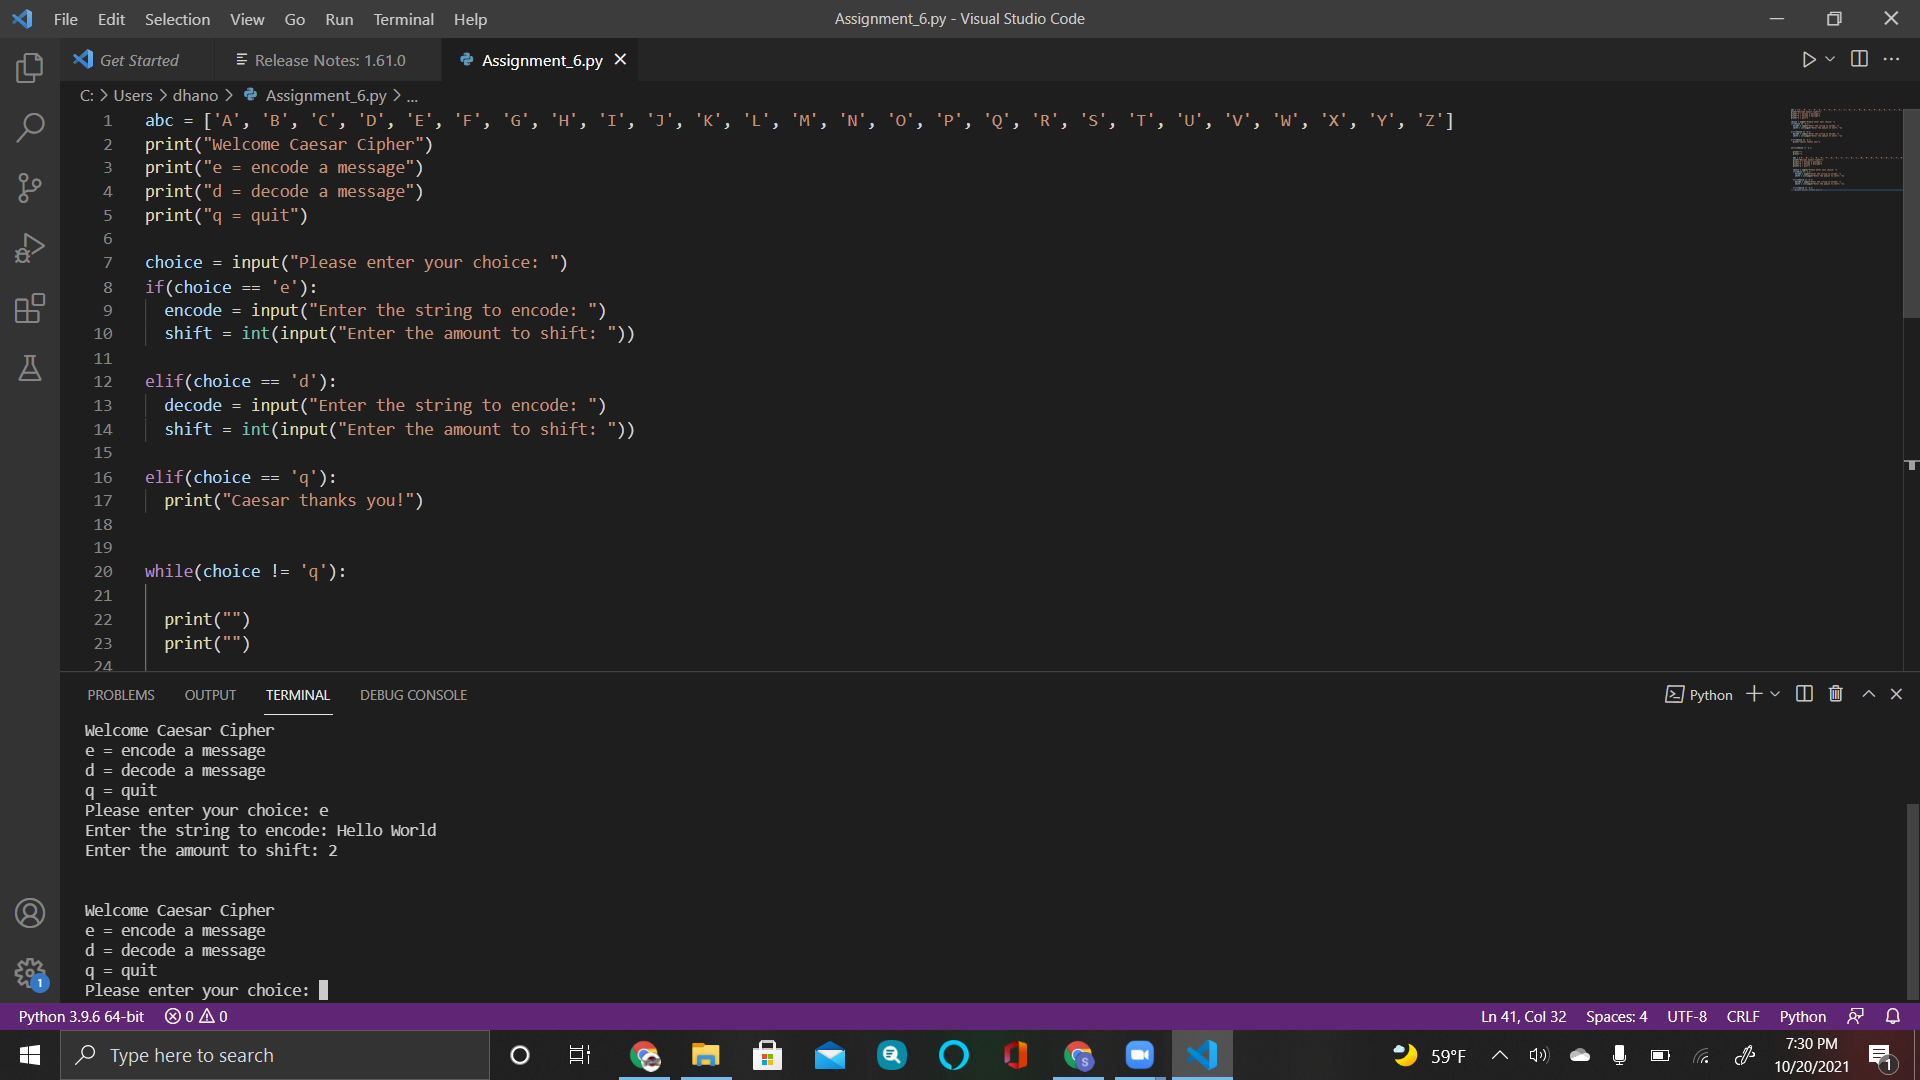 File Edit Selection View Go Run Terminal Help Assignment_6.py - Visual Studio Code
Get Started Release Notes: 1.61.0 Assignment_6.py
C: > Users > dhano > Assignment_6.py > ...
1 abc = ['A', 'B', 'C', 'D', 'E', 'F', 'G', 'H', 'I', 'J', 'K', 'L', 'M', 'N', 'O', 'P', 'Q', 'R', 'S', 'T', 'U', 'V', 'W', 'X', 'Y', 'Z']
2 print("Welcome Caesar Cipher")
3 print("e = encode a message")
4 print("d = decode a message")
5 print("q = quit")
6
7 choice = input("Please enter your choice: ")
8 if(choice == 'e'):
9 encode = input("Enter the string to encode: ")
10 shift = int(input("Enter the amount to shift: "))
11
12 elif(choice == 'd'):
13 decode = input("Enter the string to encode: ")
14 shift = int(input("Enter the amount to shift: "))
15
16 elif(choice == 'q'):
17 print("Caesar thanks you!")
18
19
20 while(choice != 'q'):
21
22 print("")
23 print("")
24
PROBLEMS OUTPUT TERMINAL DEBUG CONSOLE Python
Welcome Caesar Cipher
e = encode a message
d = decode a message
q = quit
Please enter your choice: e
Enter the string to encode: Hello World
Enter the amount to shift: 2
Welcome Caesar Cipher
e = encode a message
d = decode a message
q = quit
Please enter your choice:
1
Python 3.9.6 64-bit 0 0 Ln 41, Col 32 Spaces: 4 UTF-8 CRLF Python
Type here to search 59°F 7:30 PM
10/20/2021 1